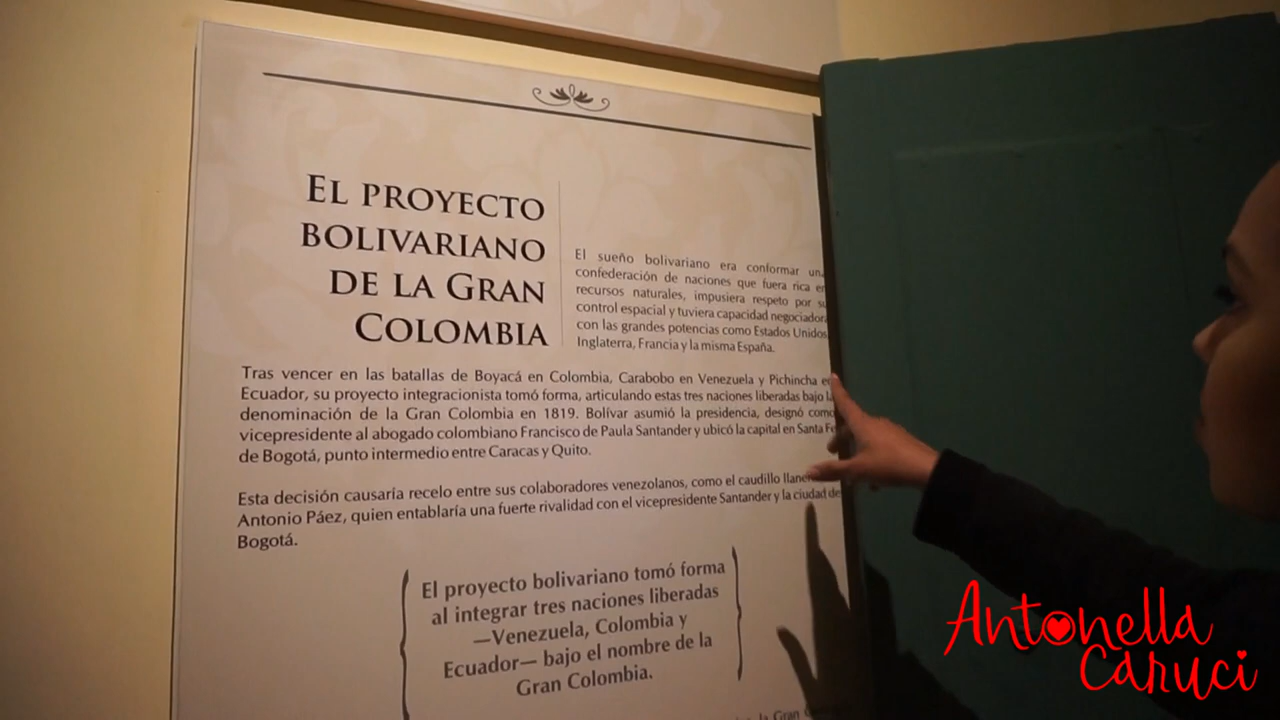 EL PROYECTO
BOLIVARIANO
DE LA GRAN
COLOMBIA
El sueño bolivariano era conformar una
confederación de naciones que fuera rica en
recursos naturales, impusiera respeto por su
control espacial y tuviera capacidad negociadora
con las grandes potencias como Estados Unidos,
Inglaterra, Francia y la misma España.
Tras vencer en las batallas de Boyacá en Colombia, Carabobo en Venezuela y Pichincha en
Ecuador, su proyecto integracionista tomó forma, articulando estas tres naciones liberadas bajo la
denominación de la Gran Colombia en 1819. Bolívar asumió la presidencia, designó como
vicepresidente al abogado colombiano Francisco de Paula Santander y ubicó la capital en Santa Fe
de Bogotá, punto intermedio entre Caracas y Quito.
Esta decisión causaría recelo entre sus colaboradores venezolanos, como el caudillo
Antonio Páez, quien entablaría una fuerte rivalidad con el vicepresidente Santander y la ciudad de
Bogotá.
El proyecto bolivariano tomó forma
al integrar tres naciones liberadas
—Venezuela, Colombia y
Ecuador— bajo el nombre de la
Gran Colombia.
la Gran
Antonella
Caruci